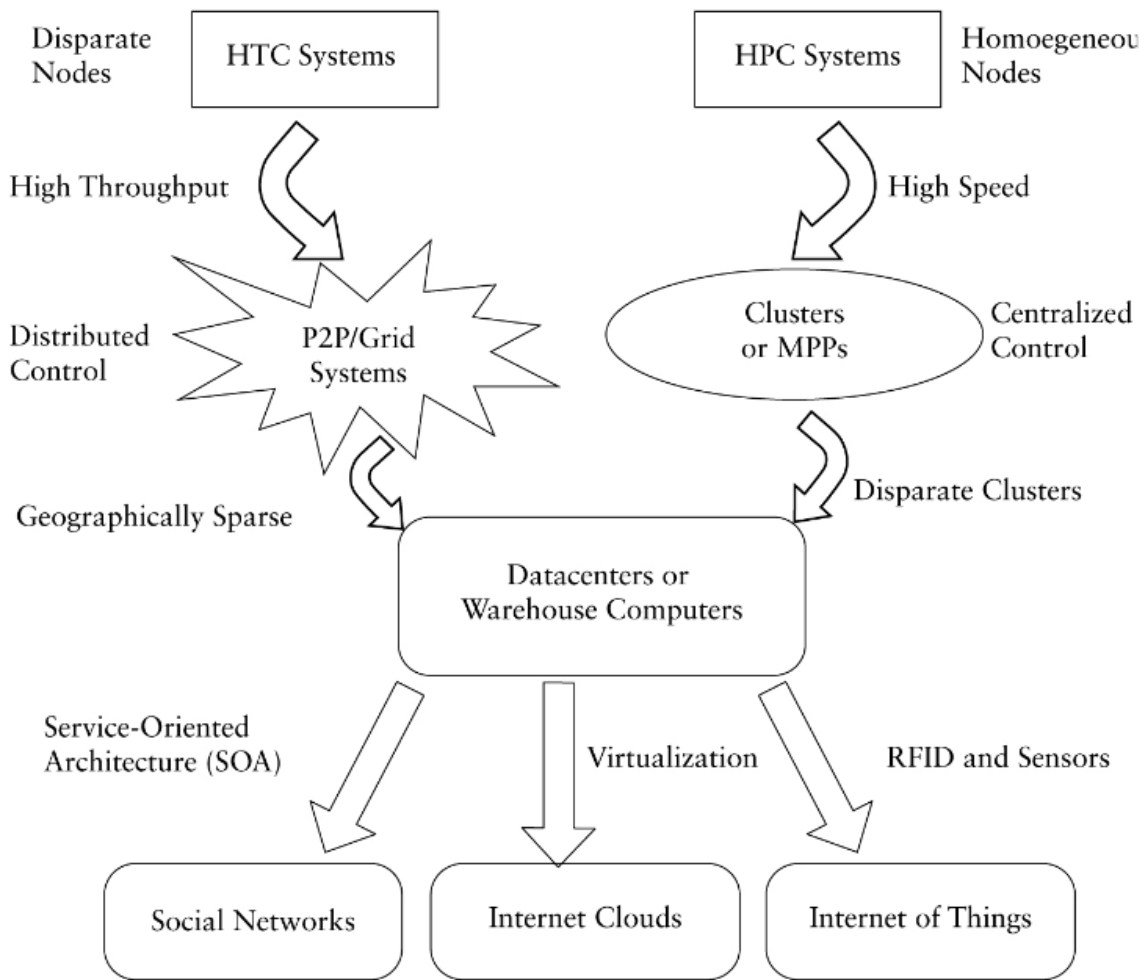 Disparate
Nodes
HTC Systems
HPC Systems
Homoegeneou
Nodes
High Throughput
High Speed
Distributed
Control
P2P/Grid
Systems
Clusters
or MPPs
Centralized
Control
Geographically Sparse
Disparate Clusters
Datacenters or
Warehouse Computers
Service-Oriented
Architecture (SOA)
Virtualization
RFID and Sensors
Social Networks
Internet Clouds
Internet of Things